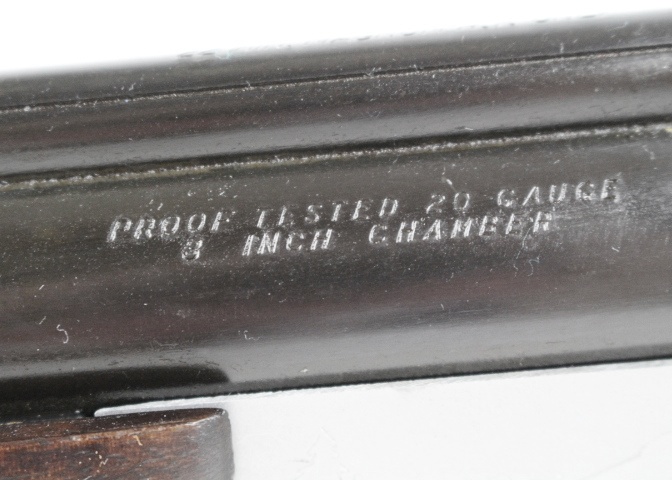 PROOF TESTED 20 GAUGE
3 INCH CHAMBER